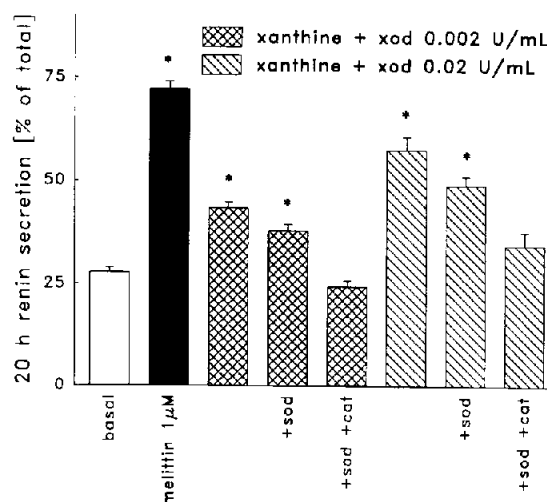 xanthine + xod 0.002 U/mL
xanthine + xod 0.02 U/mL
20 h renin secretion [% of total]
75
50
25
0
*
*
*
*
*
basal
melittin 1μM
+sod
+sod +cat
+sod
+sod +cat